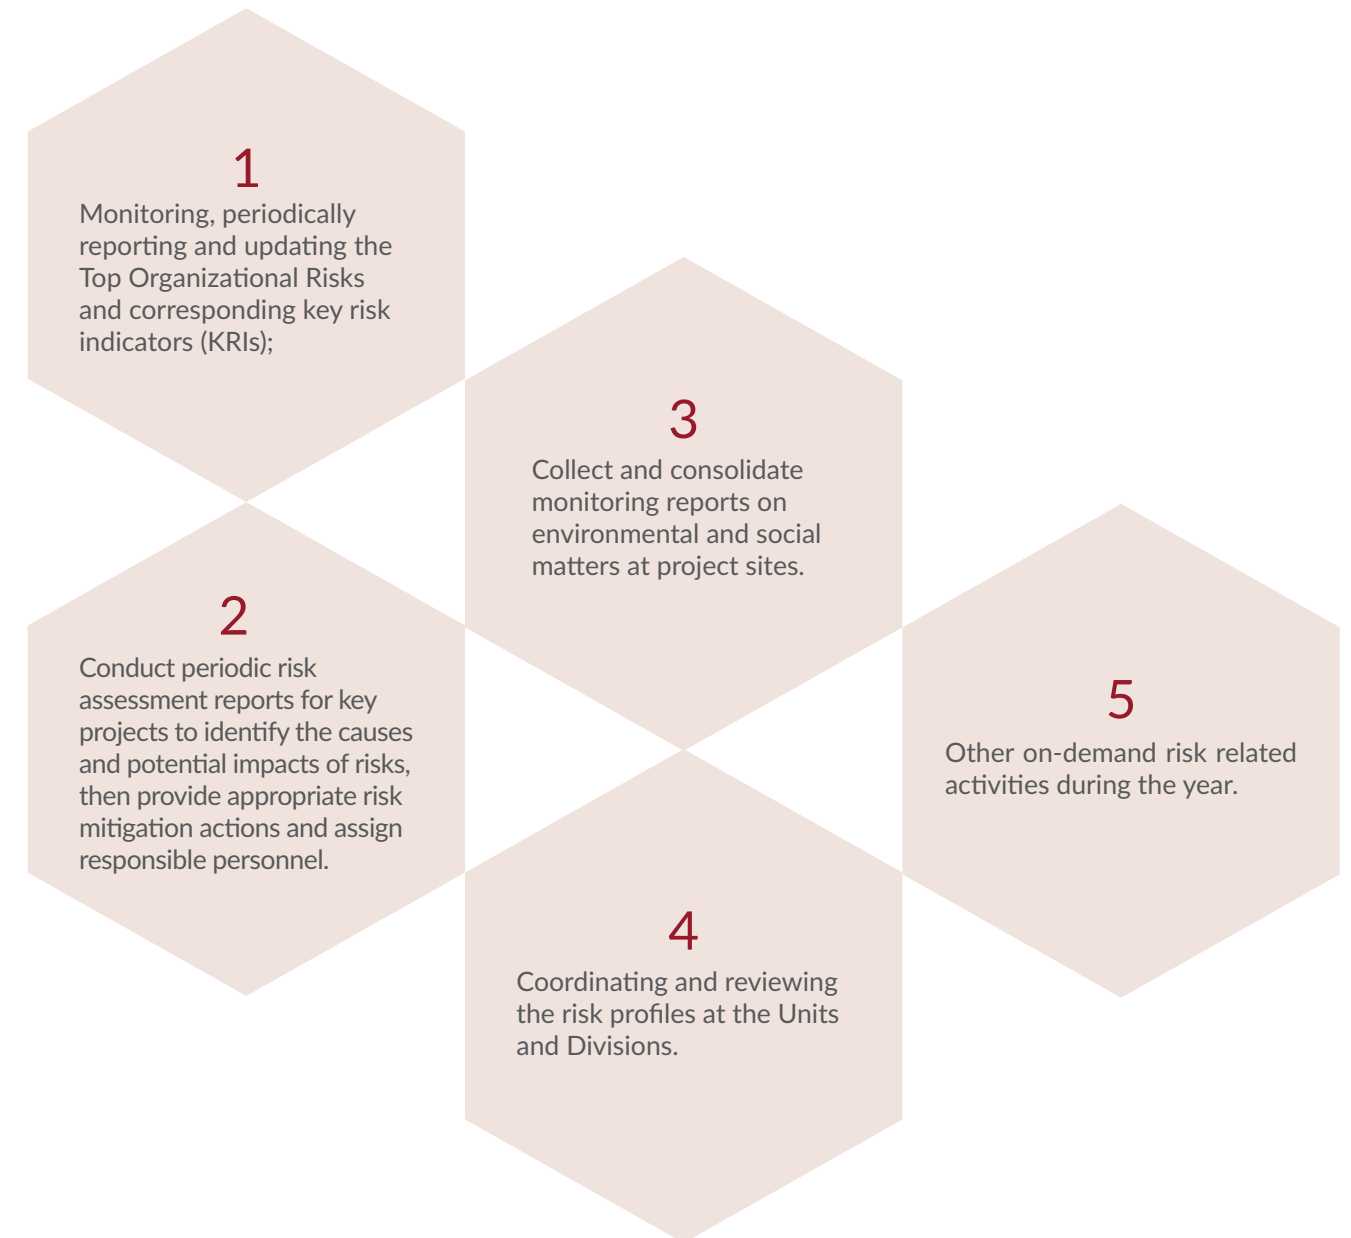 1
Monitoring, periodically
reporting and updating the
Top Organizational Risks
and corresponding key risk
indicators (KRIs);
2
Conduct periodic risk
assessment reports for key
projects to identify the causes
and potential impacts of risks,
then provide appropriate risk
mitigation actions and assign
responsible personnel.
3
Collect and consolidate
monitoring reports on
environmental and social
matters at project sites.
4
Coordinating and reviewing
the risk profiles at the Units
and Divisions.
5
Other on-demand risk related
activities during the year.